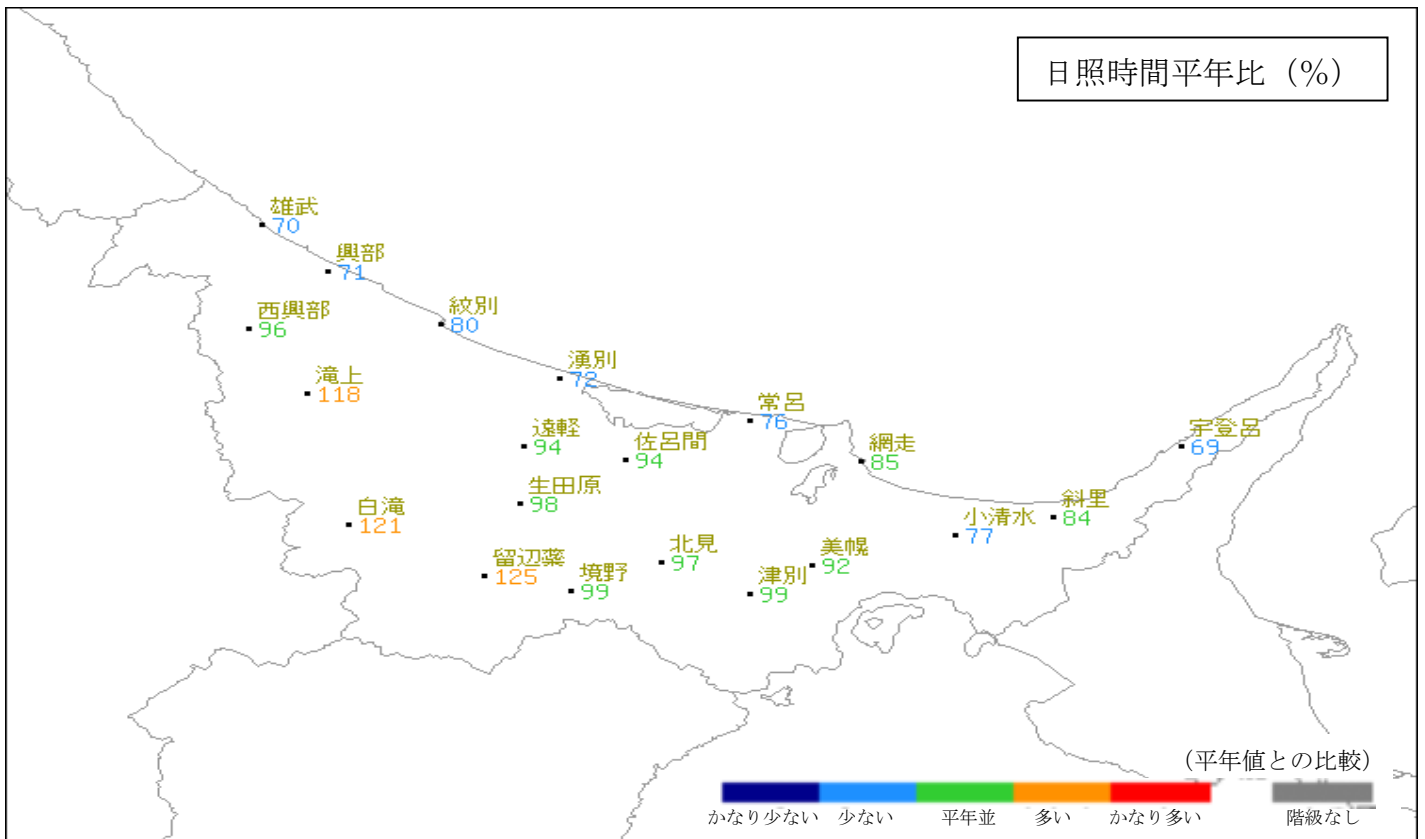 日照時間平年比 (%)
雄武
70
興部
71
西興部
96
紋別
80
滝上
118
湧別
72
常呂
76
遠軽
94
佐呂間
94
網走
85
宇登呂
69
生田原
98
白滝
121
斜里
84
小清水
77
北見
97
美幌
92
留辺蘂
125
境野
99
津別
99
(平年値との比較)
かなり少ない 少ない 平年並 多い かなり多い 階級なし